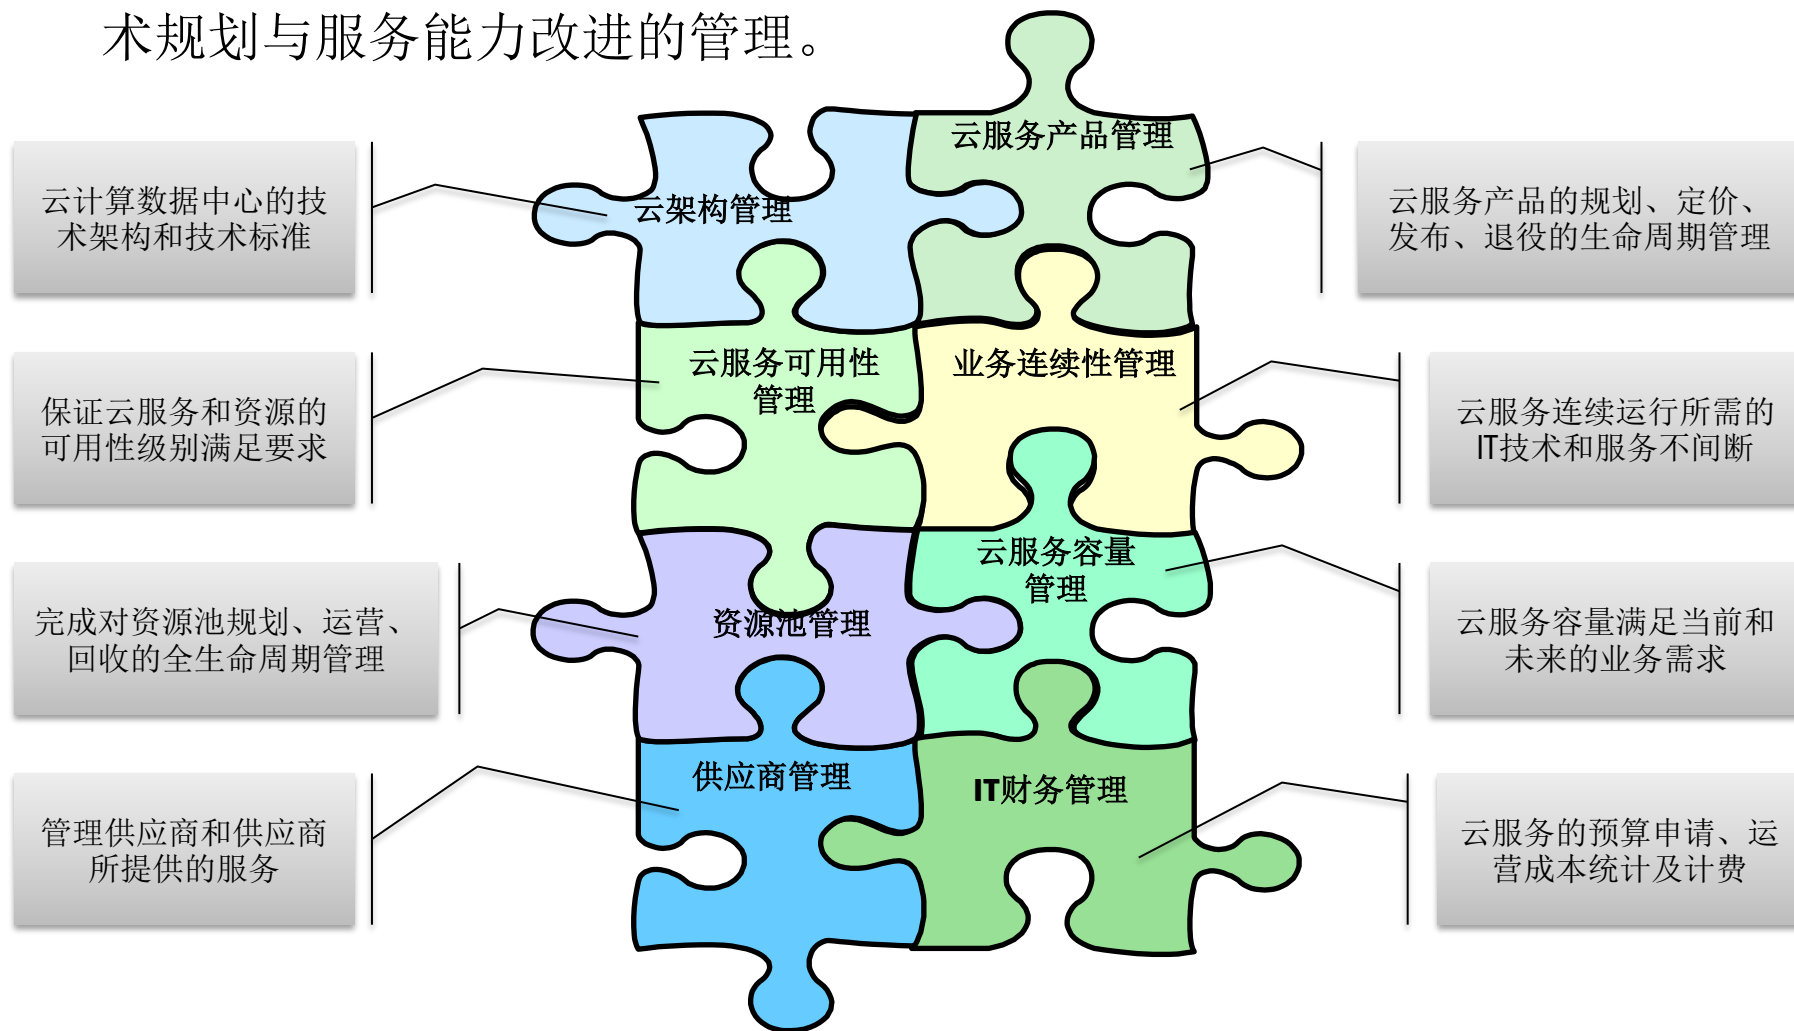 术规划与服务能力改进的管理。
云计算数据中心的技
术架构和技术标准
云架构管理
云服务产品管理
云服务产品的规划、定价、
发布、退役的生命周期管理
保证云服务和资源的
可用性级别满足要求
云服务可用性
管理
业务连续性管理
云服务连续运行所需的
IT技术和服务不间断
完成对资源池规划、运营、
回收的全生命周期管理
资源池管理
云服务容量
管理
云服务容量满足当前和
未来的业务需求
管理供应商和供应商
所提供的服务
供应商管理
IT财务管理
云服务的预算申请、运
营成本统计及计费